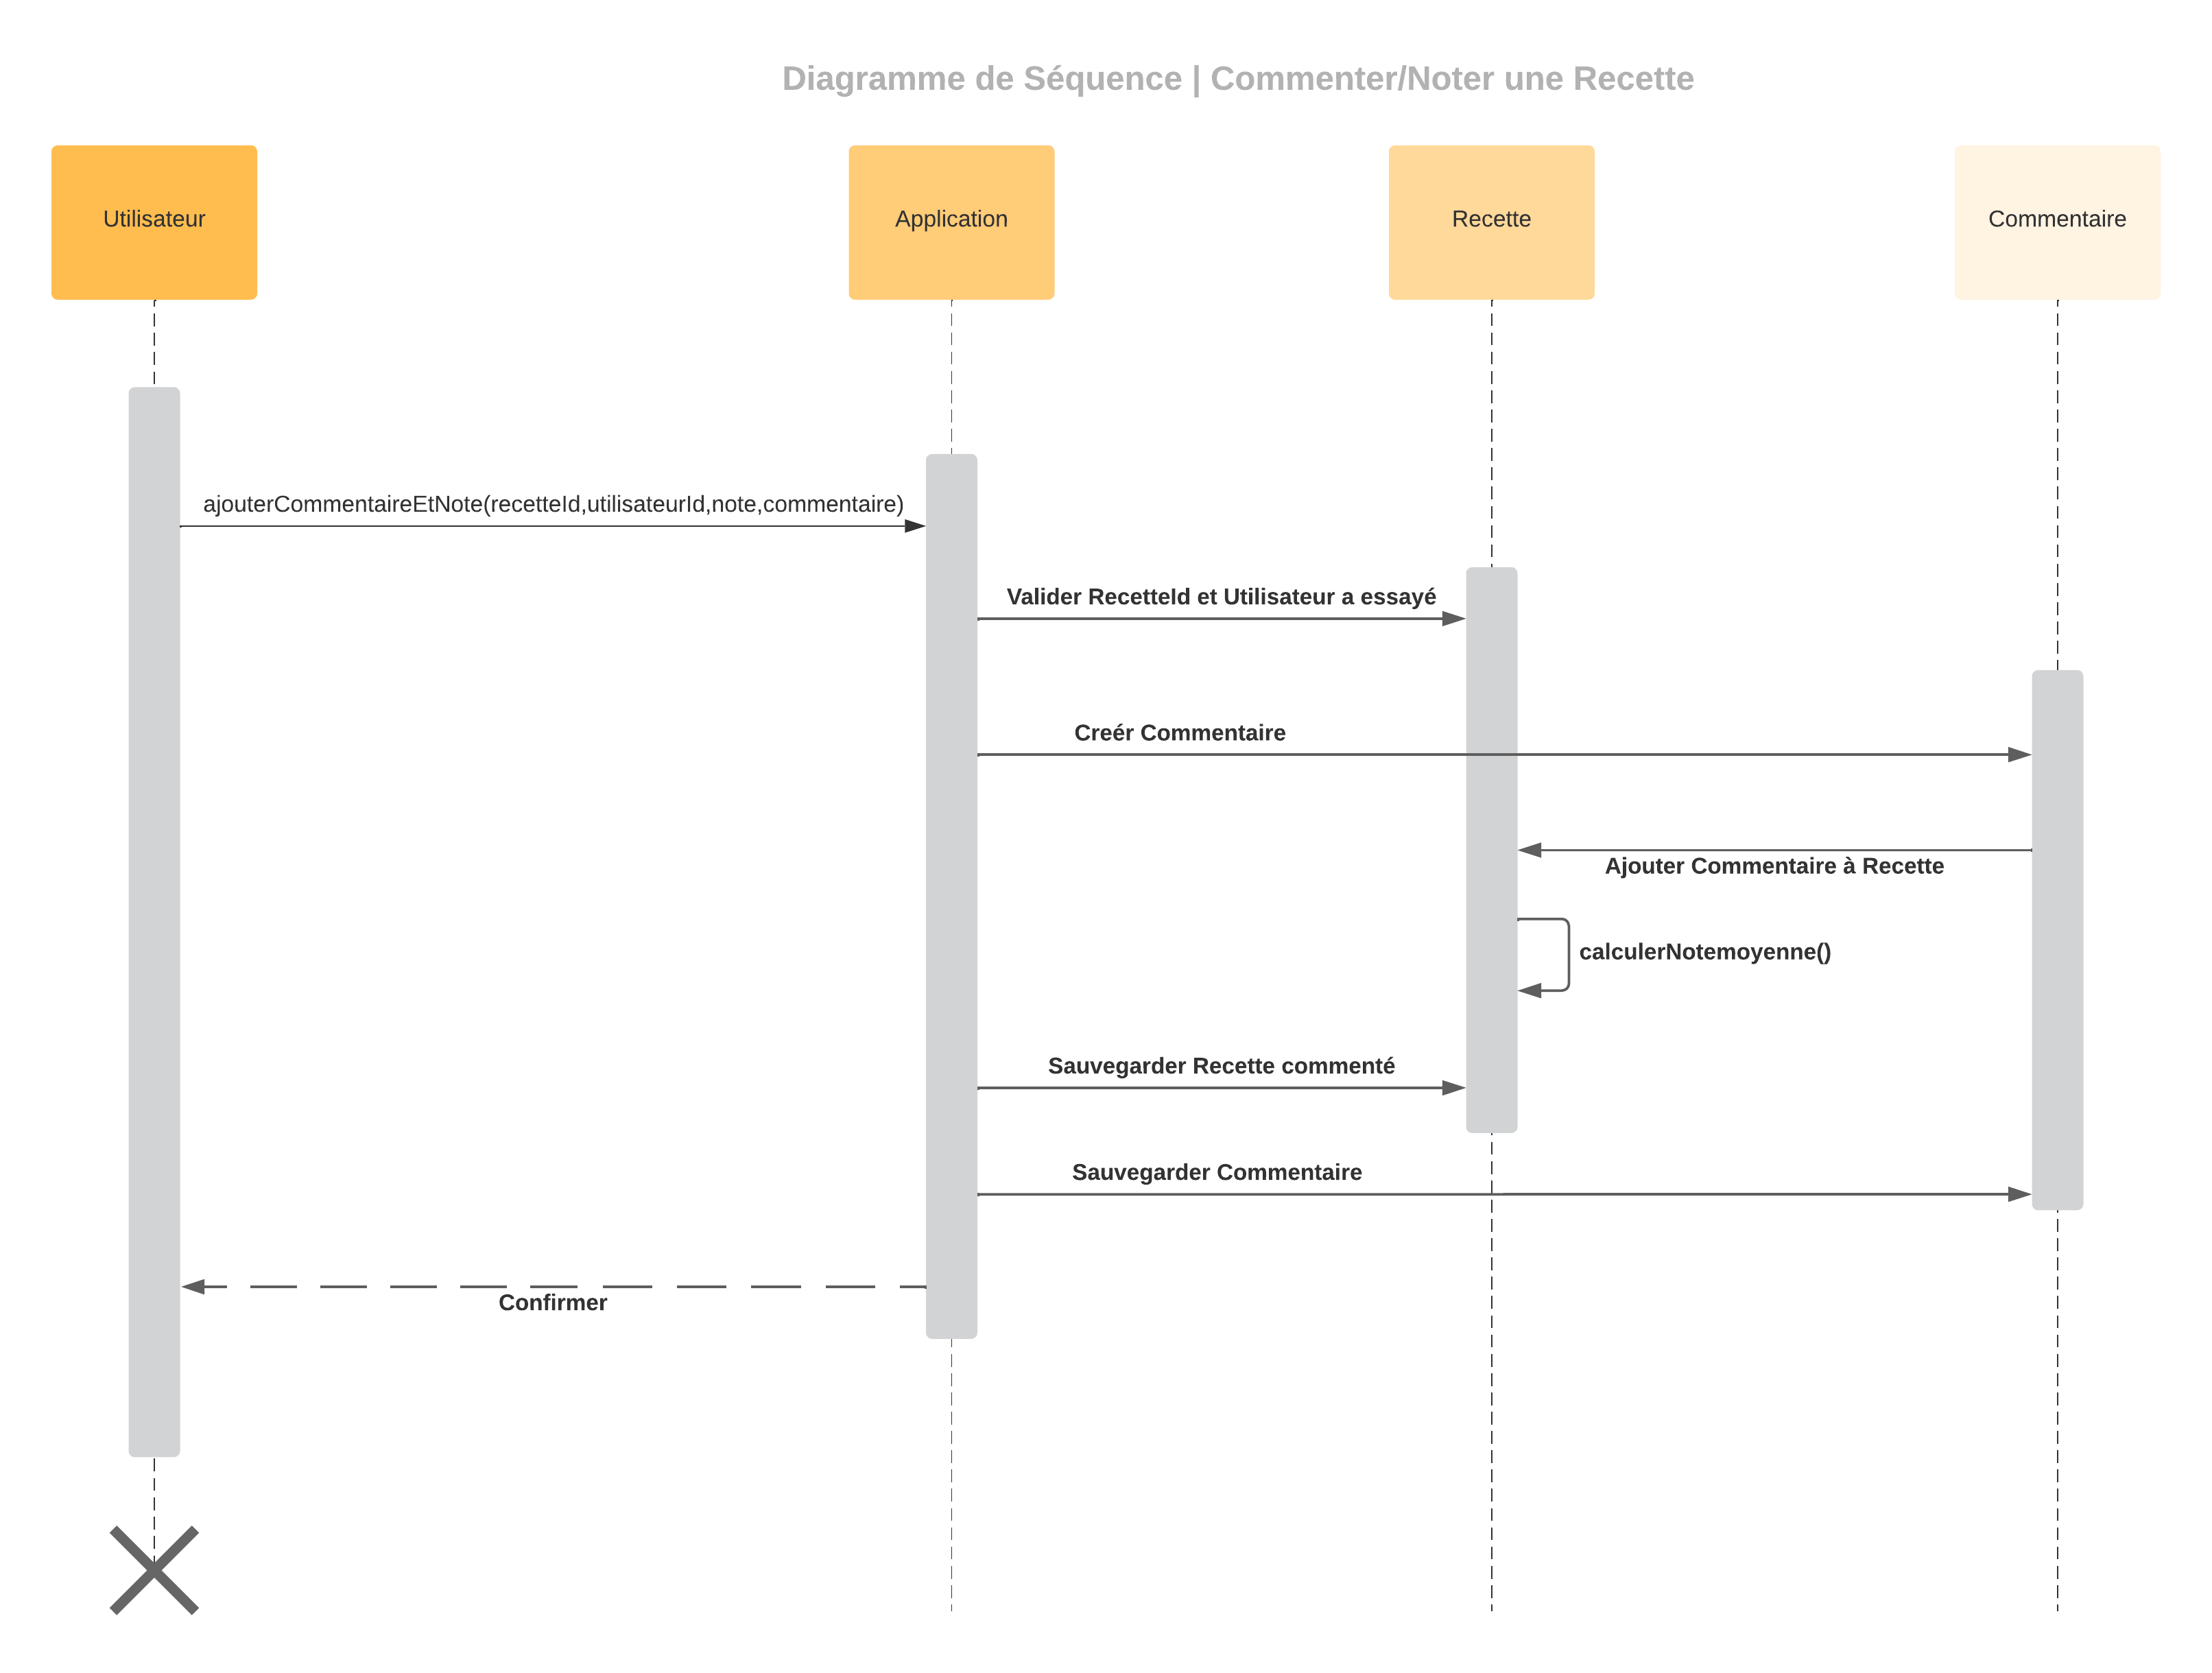 Diagramme de Séquence | Commenter/Noter une Recette
Utilisateur
Application
Recette
Commentaire
ajouterCommentaireEtNote(recetteId,utilisateurId,note,commentaire)
Valider RecetteId et Utilisateur a essayé
Creér Commentaire
Ajouter Commentaire à Recette
calculerNotemoyenne()
Sauvegarder Recette commenté
Sauvegarder Commentaire
Confirmer